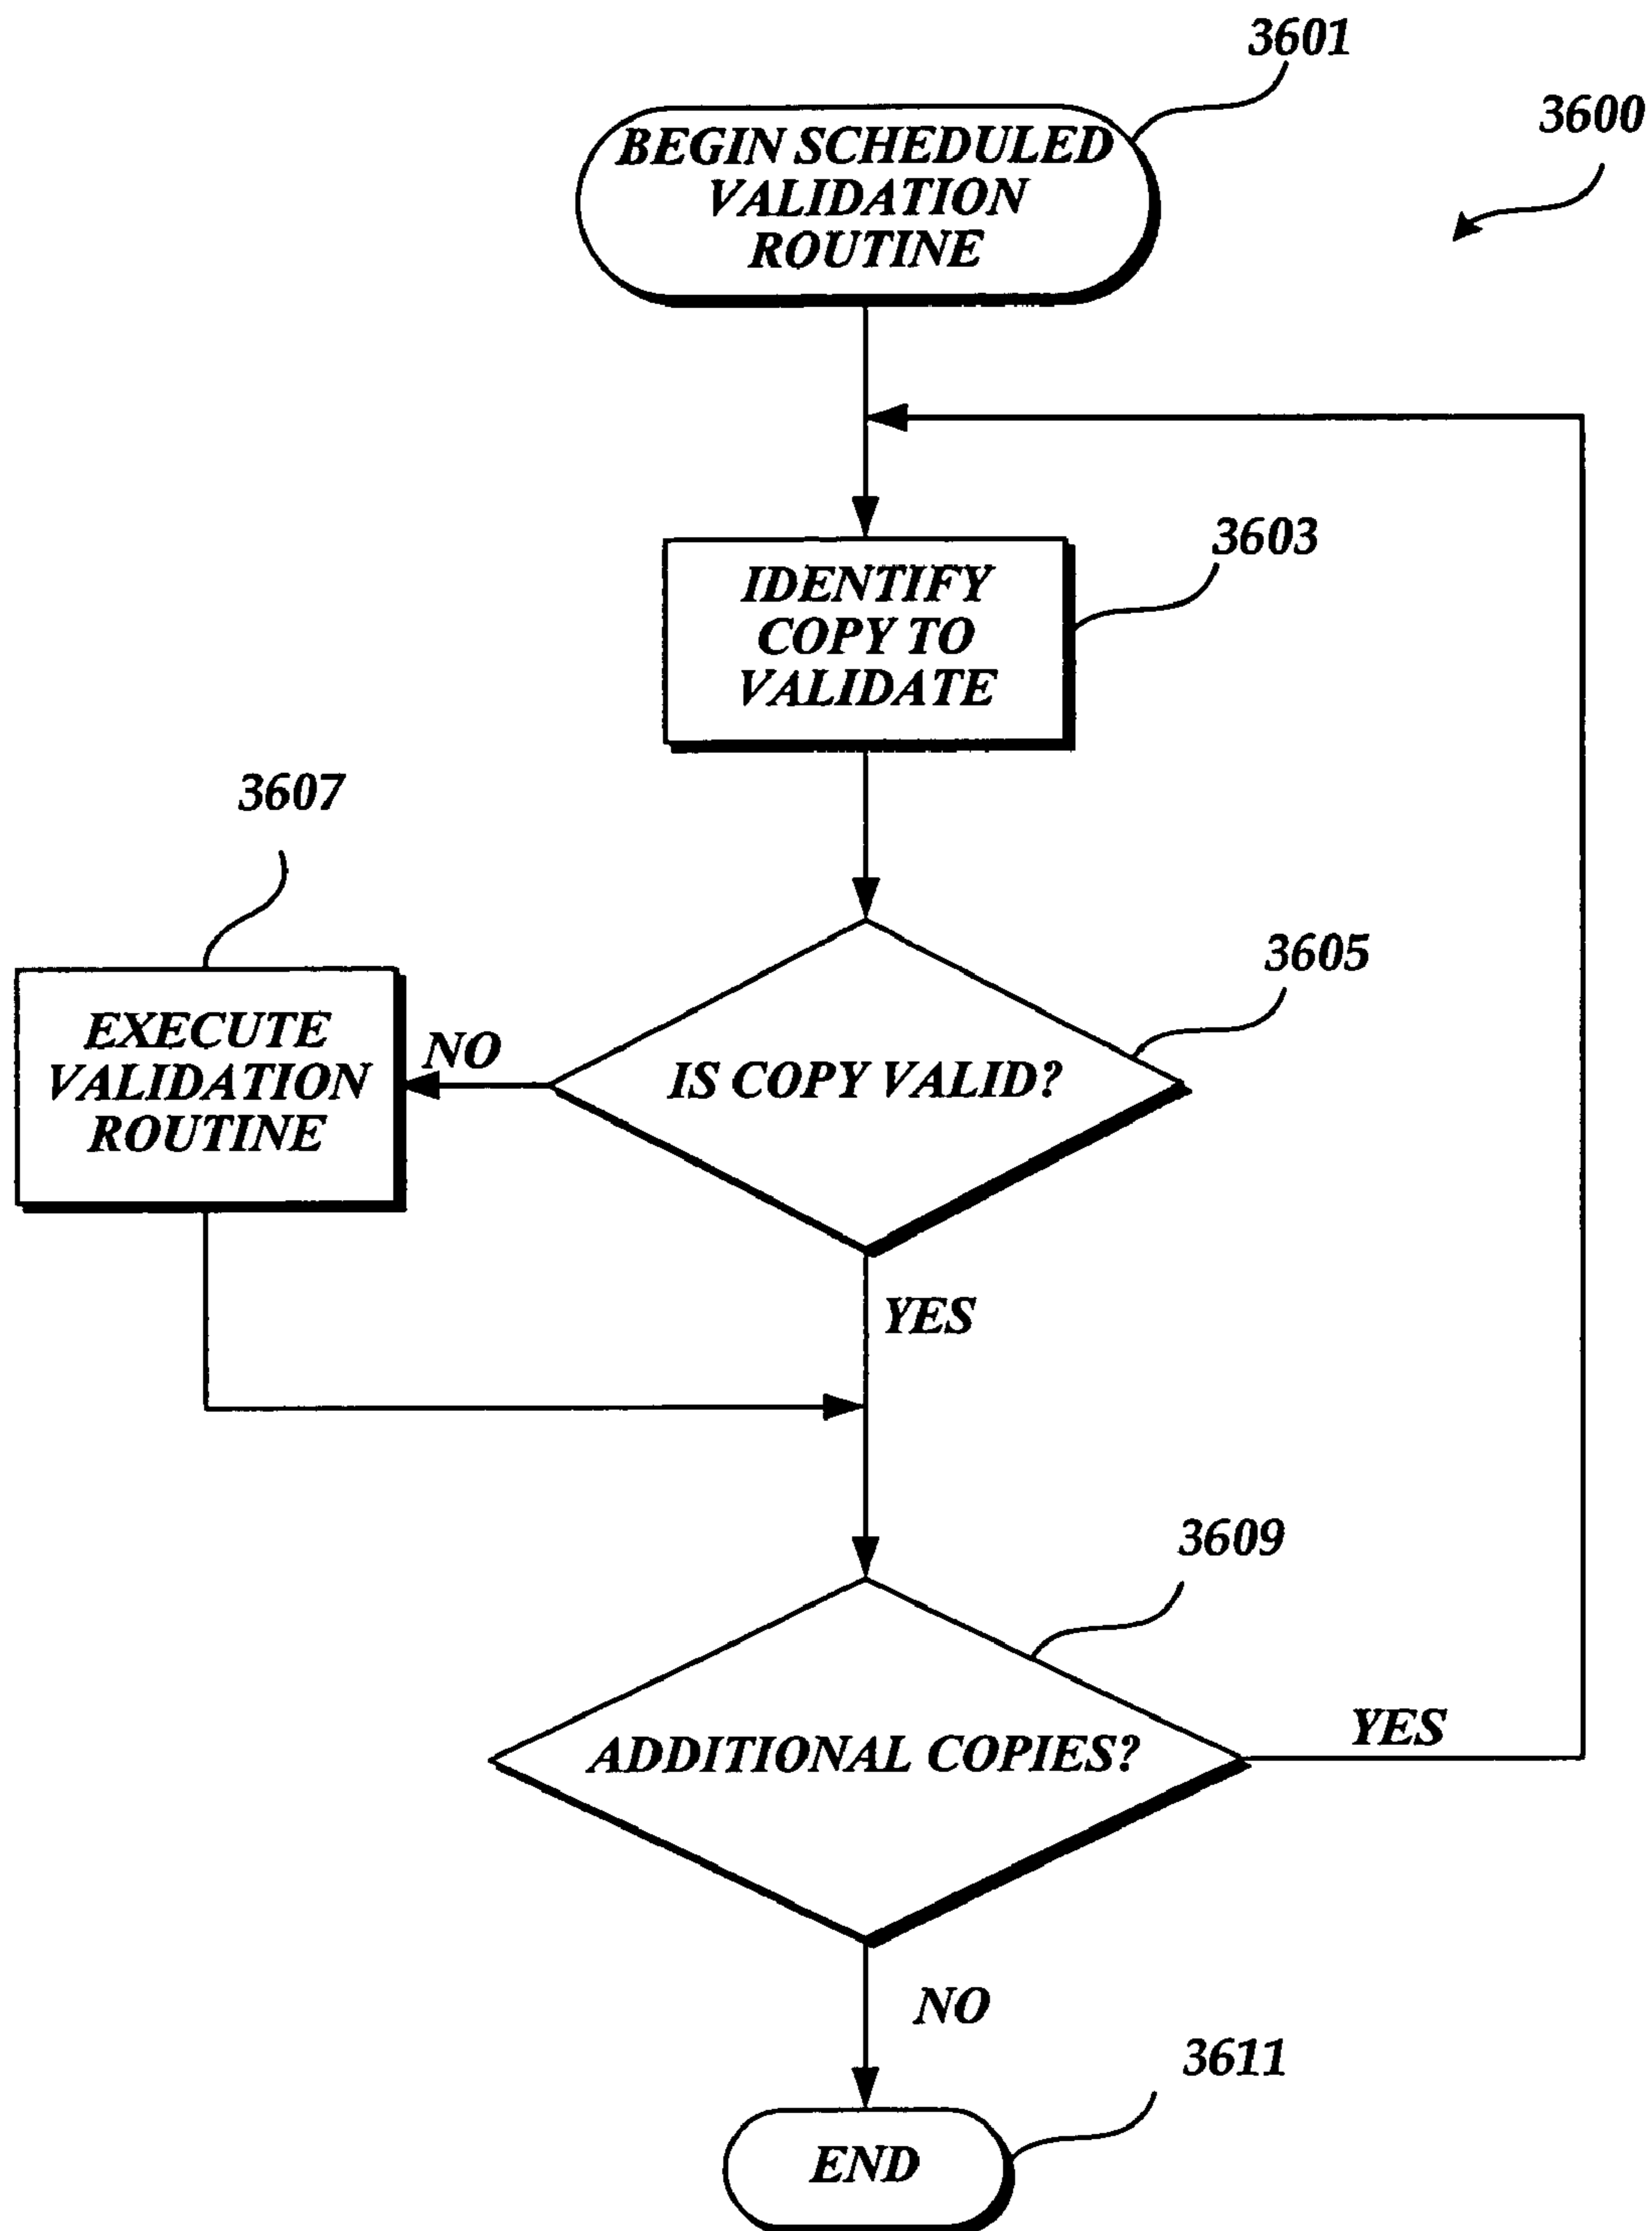 3601
3600
BEGIN SCHEDULED
VALIDATION
ROUTINE
3603
IDENTIFY
COPY TO
VALIDATE
3607
3605
EXECUTE
VALIDATION
ROUTINE
NO
IS COPY VALID?
YES
3609
ADDITIONAL COPIES?
YES
NO
3611
END